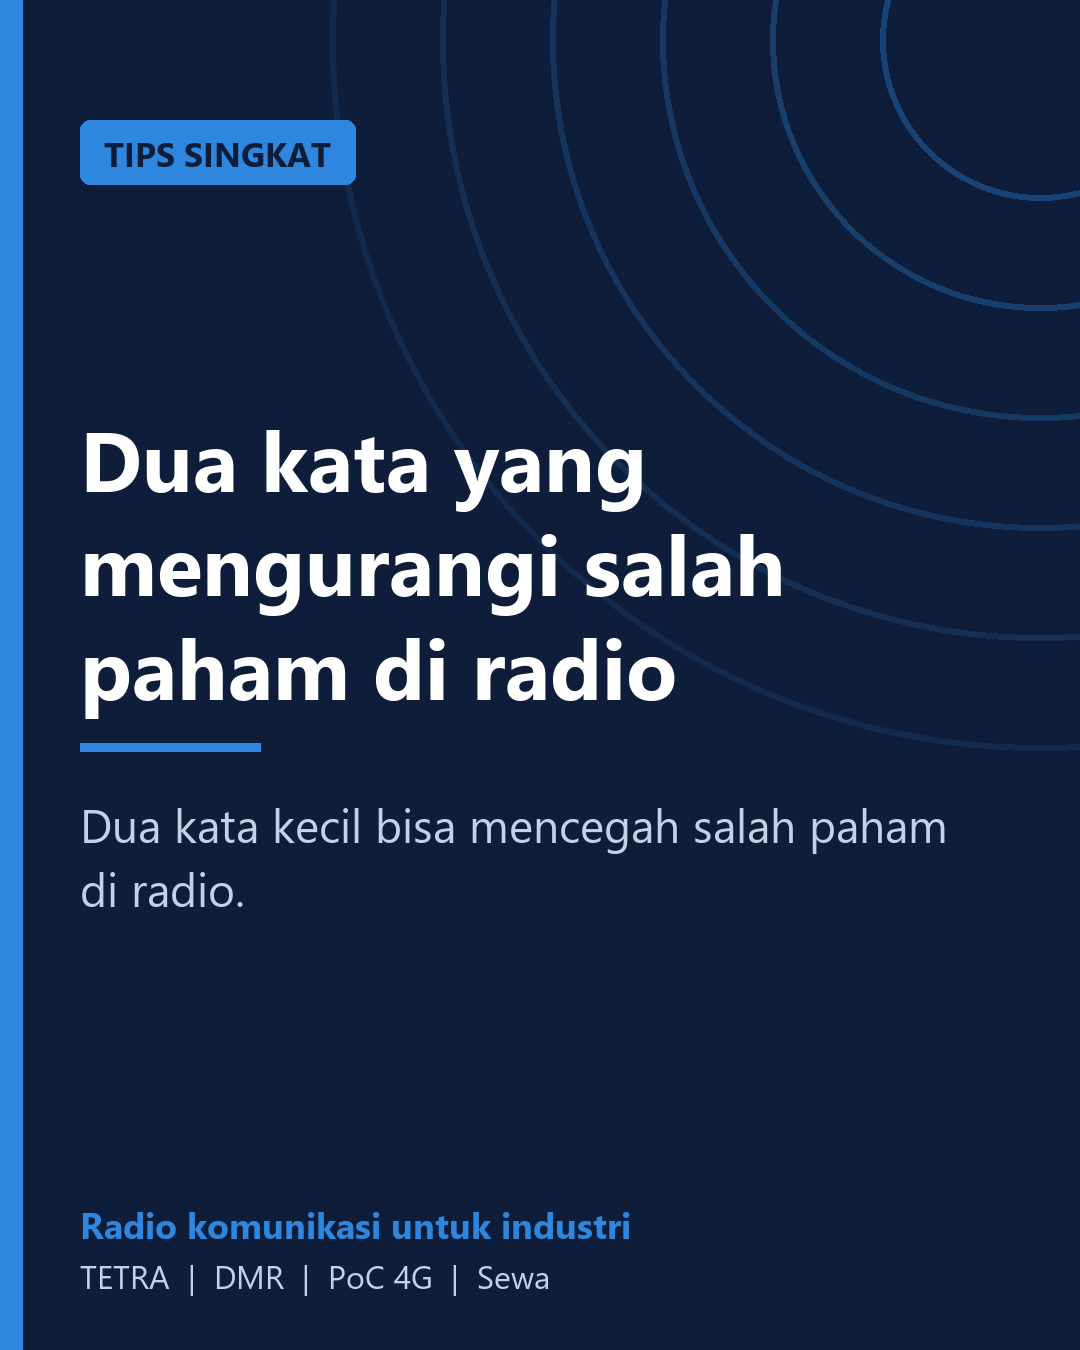 TIPS SINGKAT
Dua kata yang
mengurangi salah
paham di radio
Dua kata kecil bisa mencegah salah paham
di radio.
Radio komunikasi untuk industri
TETRA | DMR | PoC 4G | Sewa